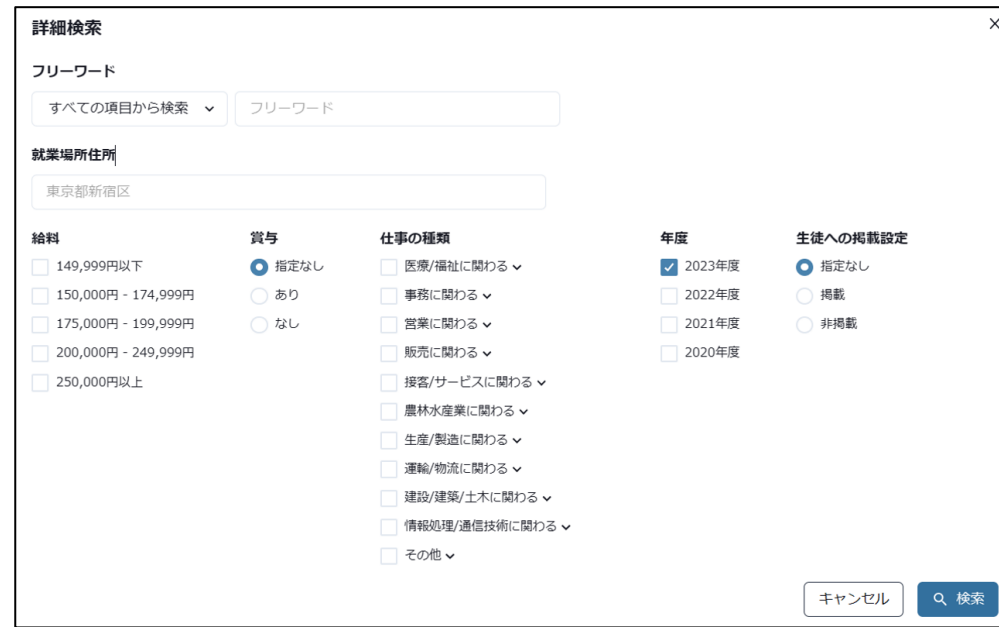 詳細検索
フリーワード
すべての項目から検索
フリーワード
就業場所住所
東京都新宿区
給料
149,999円以下
150,000円 - 174,999円
175,000円 - 199,999円
200,000円 - 249,999円
250,000円以上
賞与
指定なし
あり
なし
仕事の種類
医療/福祉に関わる
事務に関わる
営業に関わる
販売に関わる
接客/サービスに関わる
農林水産業に関わる
生産/製造に関わる
運輸/物流に関わる
建設/建築/土木に関わる
情報処理/通信技術に関わる
その他
年度
2023年度
2022年度
2021年度
2020年度
生徒への掲載設定
指定なし
掲載
非掲載
キャンセル
検索